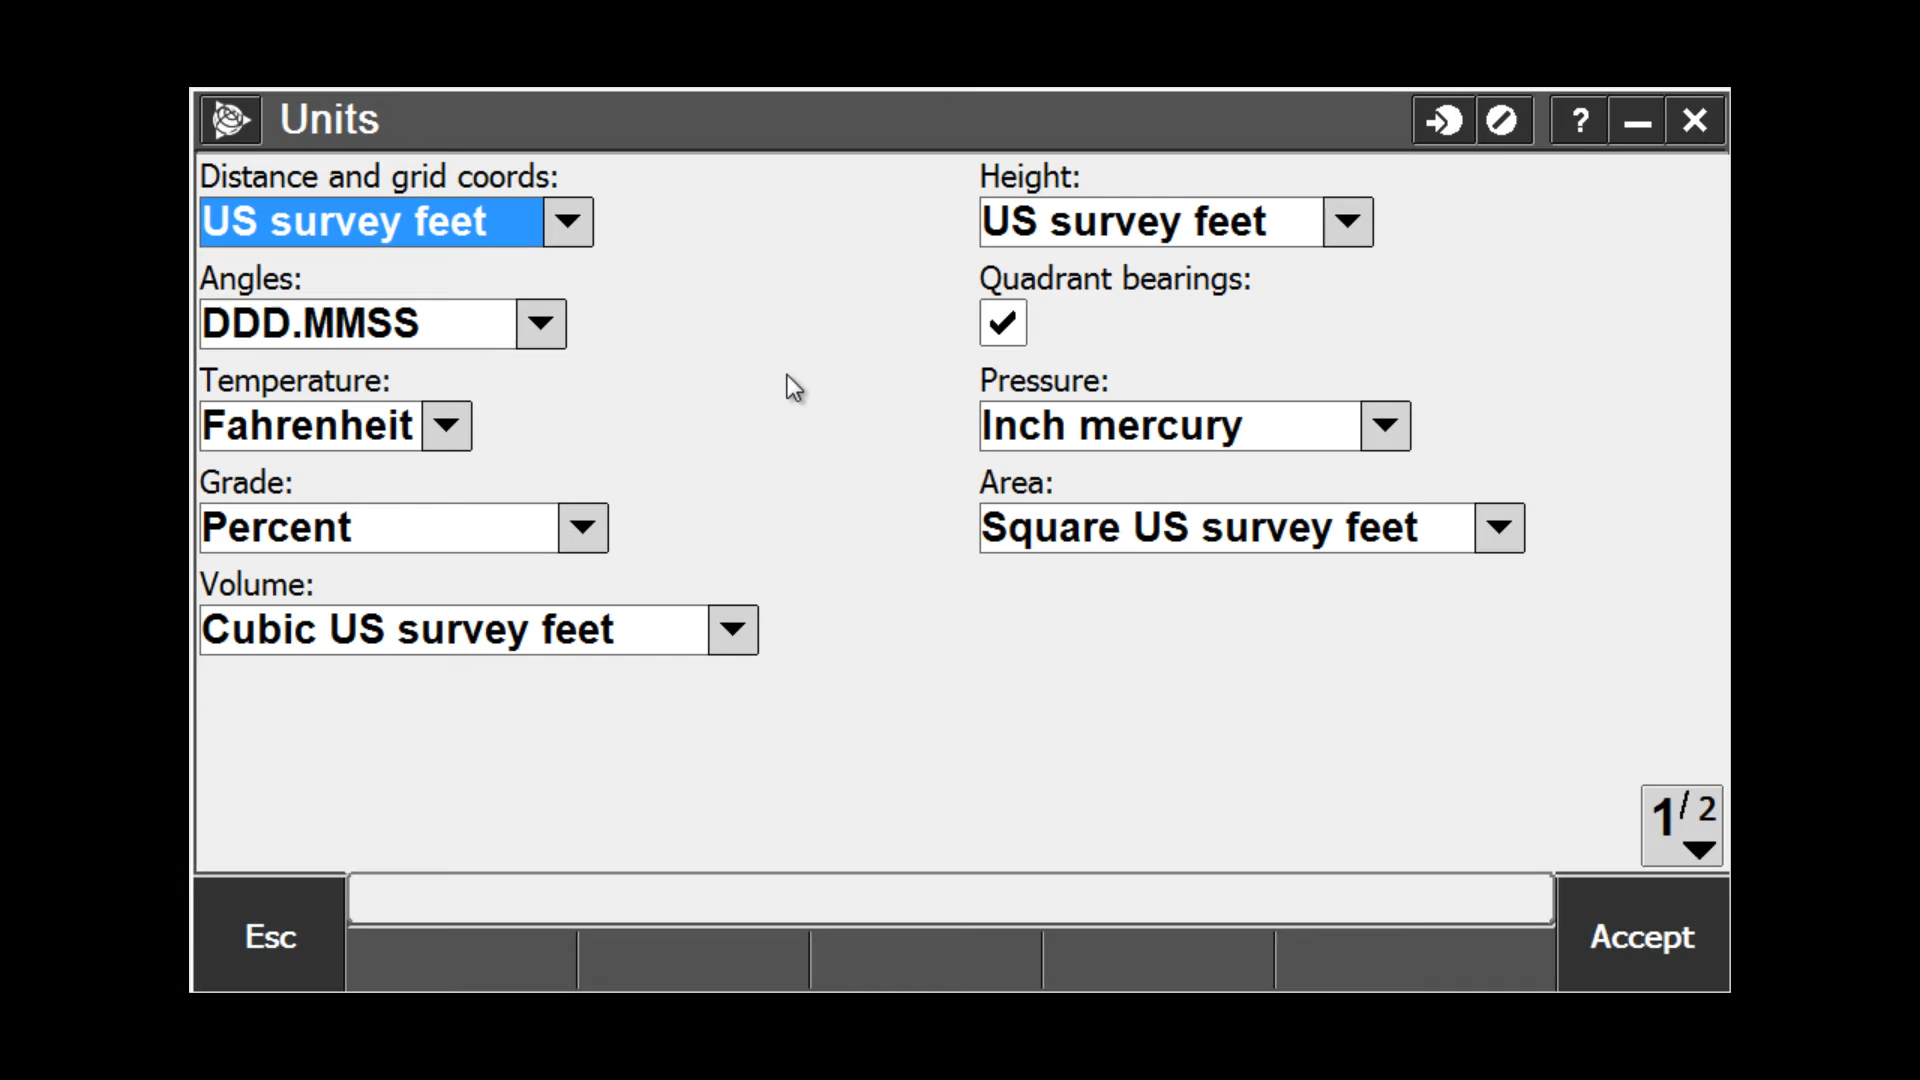 Units
?
Distance and grid coords:
US survey feet
Height:
US survey feet
Angles:
DDD.MMSS
Quadrant bearings:
Temperature:
Fahrenheit
Pressure:
Inch mercury
Grade:
Percent
Area:
Square US survey feet
Volume:
Cubic US survey feet
1/2
Esc
Accept